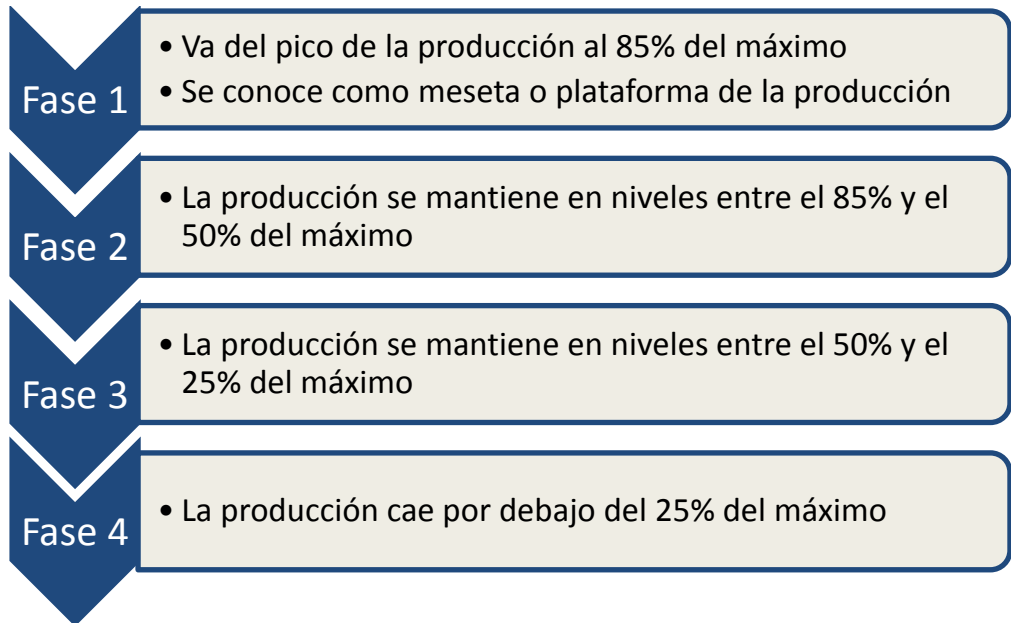 Fase 1
• Va del pico de la producción al 85% del máximo
• Se conoce como meseta o plataforma de la producción
Fase 2
• La producción se mantiene en niveles entre el 85% y el
50% del máximo
Fase 3
• La producción se mantiene en niveles entre el 50% y el
25% del máximo
Fase 4
• La producción cae por debajo del 25% del máximo